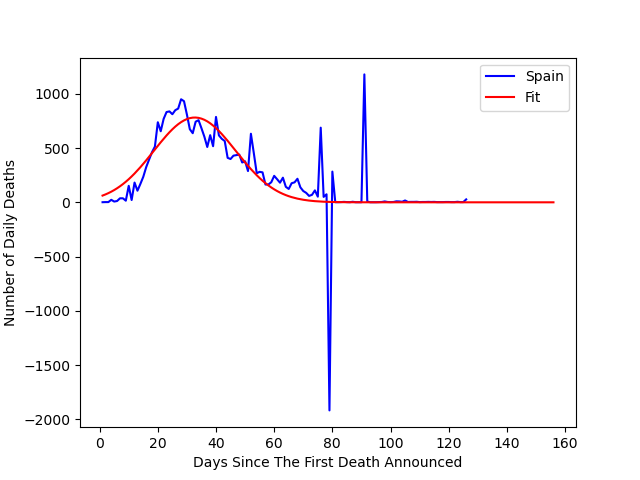 Spain
Fit
1000
500
0
−500
−1000
−1500
−2000
Number of Daily Deaths
0 20 40 60 80 100 120 140 160
Days Since The First Death Announced